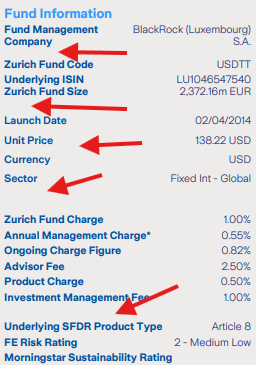 Fund Information
Fund Management BlackRock (Luxembourg)
Company S.A.
Zurich Fund Code USDTT
Underlying ISIN LU1046547540
Zurich Fund Size 2,372.16m EUR
Launch Date 02/04/2014
Unit Price 138.22 USD
Currency USD
Sector Fixed Int - Global
Zurich Fund Charge 1.00%
Annual Management Charge* 0.55%
Ongoing Charge Figure 0.82%
Advisor Fee 2.50%
Product Charge 0.50%
Investment Management Fee 1.00%
Underlying SFDR Product Type Article 8
FE Risk Rating 2 - Medium Low
Morningstar Sustainability Rating